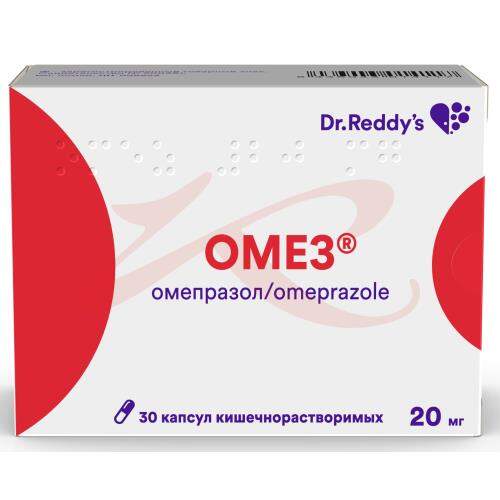 Dr.Reddy's
ОМЕЗ®
омепразол/omeprazole
30 капсул кишечнорастворимых
20 мг